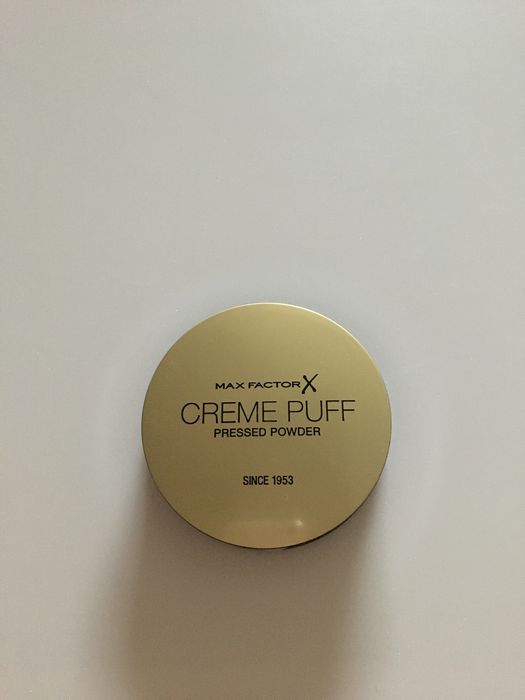 MAX FACTOR X
CREME PUFF
PRESSED POWDER
SINCE 1953